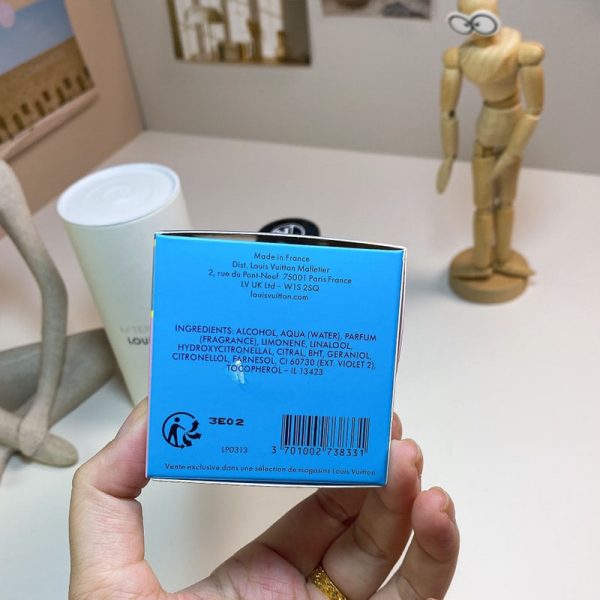 Made in France
Dist. Louis Vuitton Malletier
2, rue du Pont-Neuf 75001 Paris France
LV UK Ltd – W1S 2SQ
louisvuitton.com
INGREDIENTS: ALCOHOL, AQUA (WATER), PARFUM
(FRAGRANCE), LIMONENE, LINALOOL,
HYDROXYCITRONELLAL, CITRAL, BHT, GERANIOL,
CITRONELLOL, FARNESOL, CI 60730 (EXT. VIOLET 2),
TOCOPHEROL – IL 13423
3E02
LP0313
3 701002 738331
Vente exclusive dans une sélection de magasins Louis Vuitton